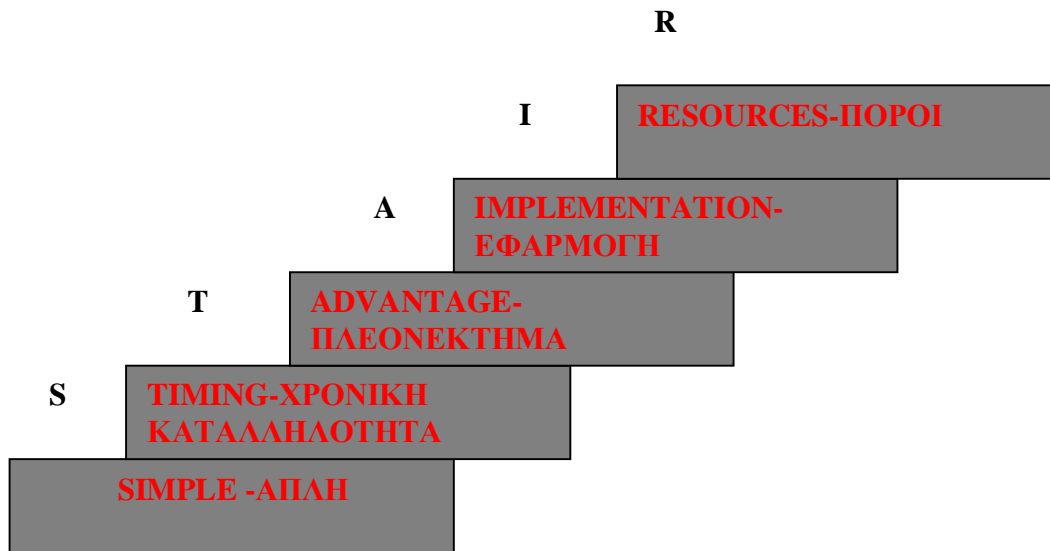 R
I
RESOURCES-ΠΟΡΟΙ
A
IMPLEMENTATION-
ΕΦΑΡΜΟΓΗ
T
ADVANTAGE-
ΠΛΕΟΝΕΚΤΗΜΑ
S
TIMING-ΧΡΟΝΙΚΗ
ΚΑΤΑΛΛΗΛΟΤΗΤΑ
SIMPLE -ΑΠΛΗ